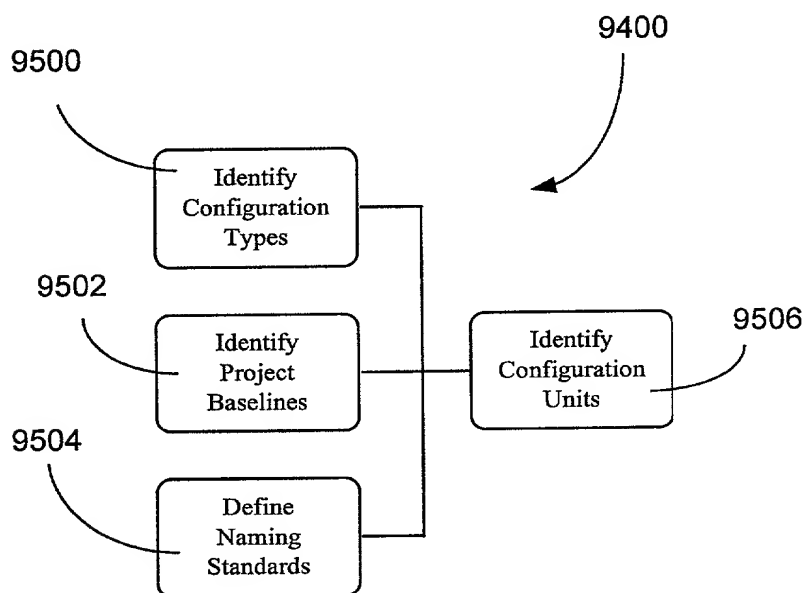 9400
9500
Identify
Configuration
Types
9502
Identify
Project
Baselines
Identify
Configuration
Units
9506
9504
Define
Naming
Standards